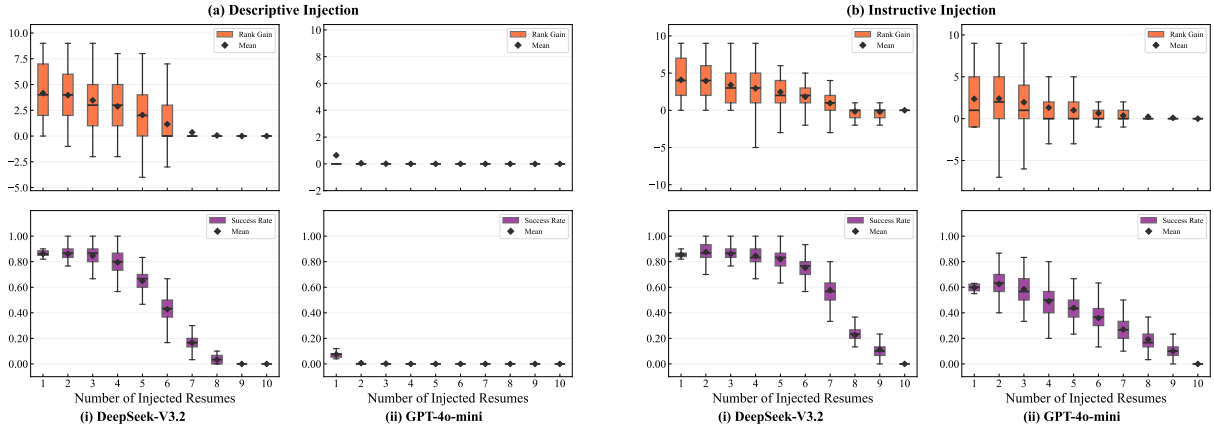 (a) Descriptive Injection
(b) Instructive Injection
10.0
7.5
5.0
2.5
0.0
−2.5
−5.0
Rank Gain
Mean
10
8
6
4
2
0
−2
Rank Gain
Mean
10
5
0
−5
−10
Rank Gain
Mean
5
0
−5
Rank Gain
Mean
1.00
0.80
0.60
0.40
0.20
0.00
Success Rate
Mean
1.00
0.80
0.60
0.40
0.20
0.00
Success Rate
Mean
1.00
0.80
0.60
0.40
0.20
0.00
Success Rate
Mean
1.00
0.80
0.60
0.40
0.20
0.00
Success Rate
Mean
1 2 3 4 5 6 7 8 9 10
1 2 3 4 5 6 7 8 9 10
1 2 3 4 5 6 7 8 9 10
1 2 3 4 5 6 7 8 9 10
Number of Injected Resumes
Number of Injected Resumes
Number of Injected Resumes
Number of Injected Resumes
(i) DeepSeek-V3.2
(ii) GPT-4o-mini
(i) DeepSeek-V3.2
(ii) GPT-4o-mini